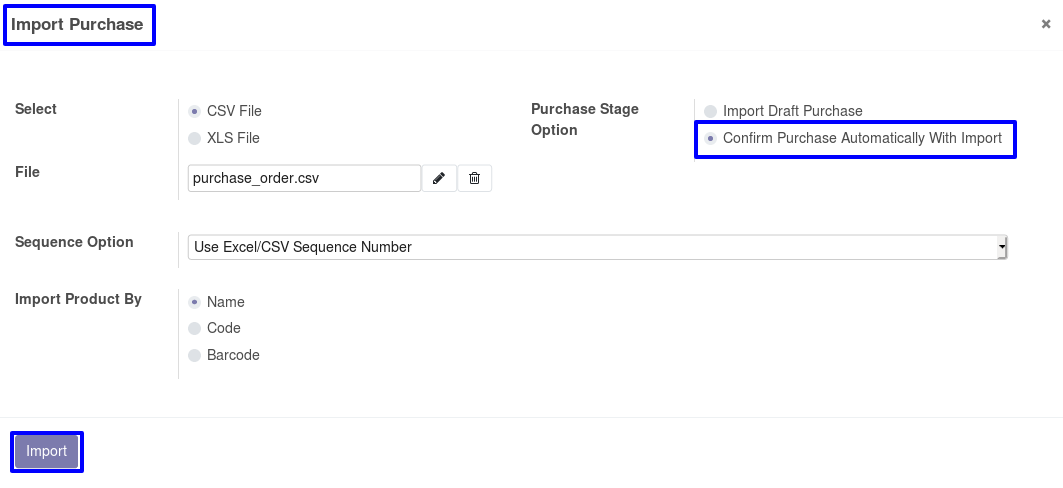 Import Purchase
×
Select
CSV File
XLS File
Purchase Stage
Option
Import Draft Purchase
Confirm Purchase Automatically With Import
File
purchase_order.csv
Sequence Option
Use Excel/CSV Sequence Number
Import Product By
Name
Code
Barcode
Import